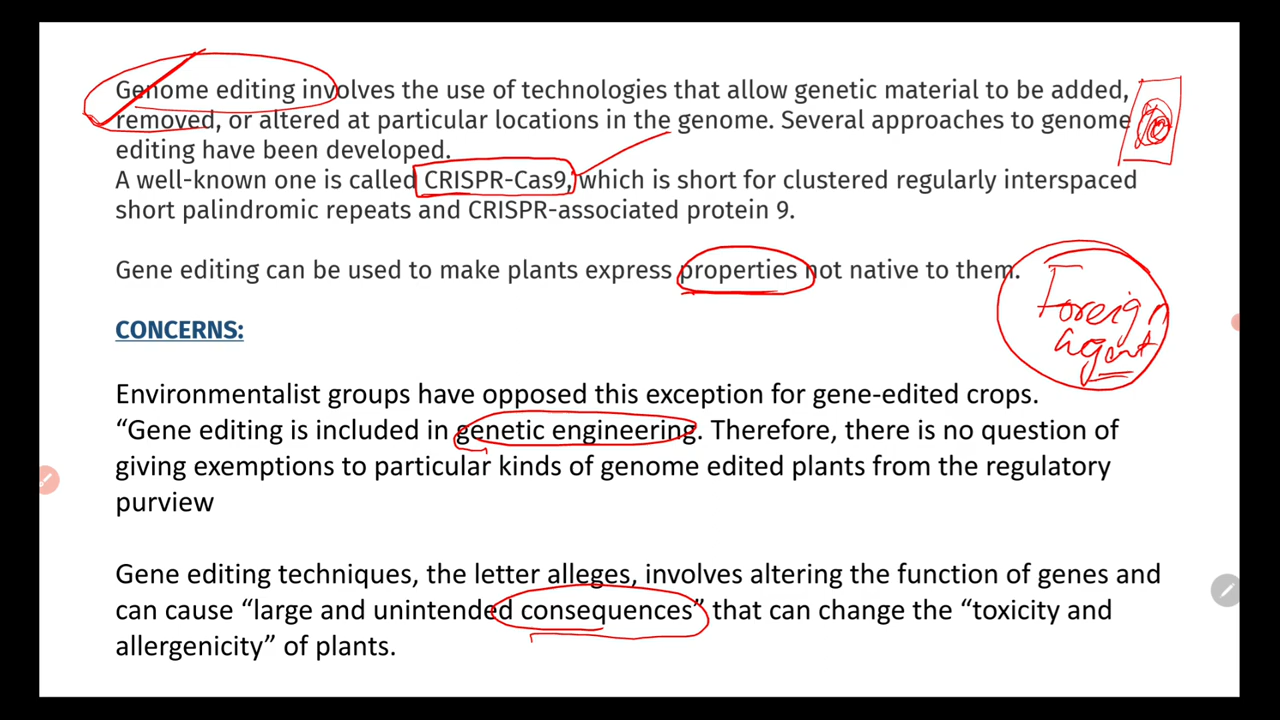 Genome editing involves the use of technologies that allow genetic material to be added,
removed, or altered at particular locations in the genome. Several approaches to genome
editing have been developed.
A well-known one is called CRISPR-Cas9, which is short for clustered regularly interspaced
short palindromic repeats and CRISPR-associated protein 9.
Gene editing can be used to make plants express properties not native to them.
Foreign
agent
CONCERNS:
Environmentalist groups have opposed this exception for gene-edited crops.
“Gene editing is included in genetic engineering. Therefore, there is no question of
giving exemptions to particular kinds of genome edited plants from the regulatory
purview
Gene editing techniques, the letter alleges, involves altering the function of genes and
can cause “large and unintended consequences” that can change the “toxicity and
allergenicity” of plants.